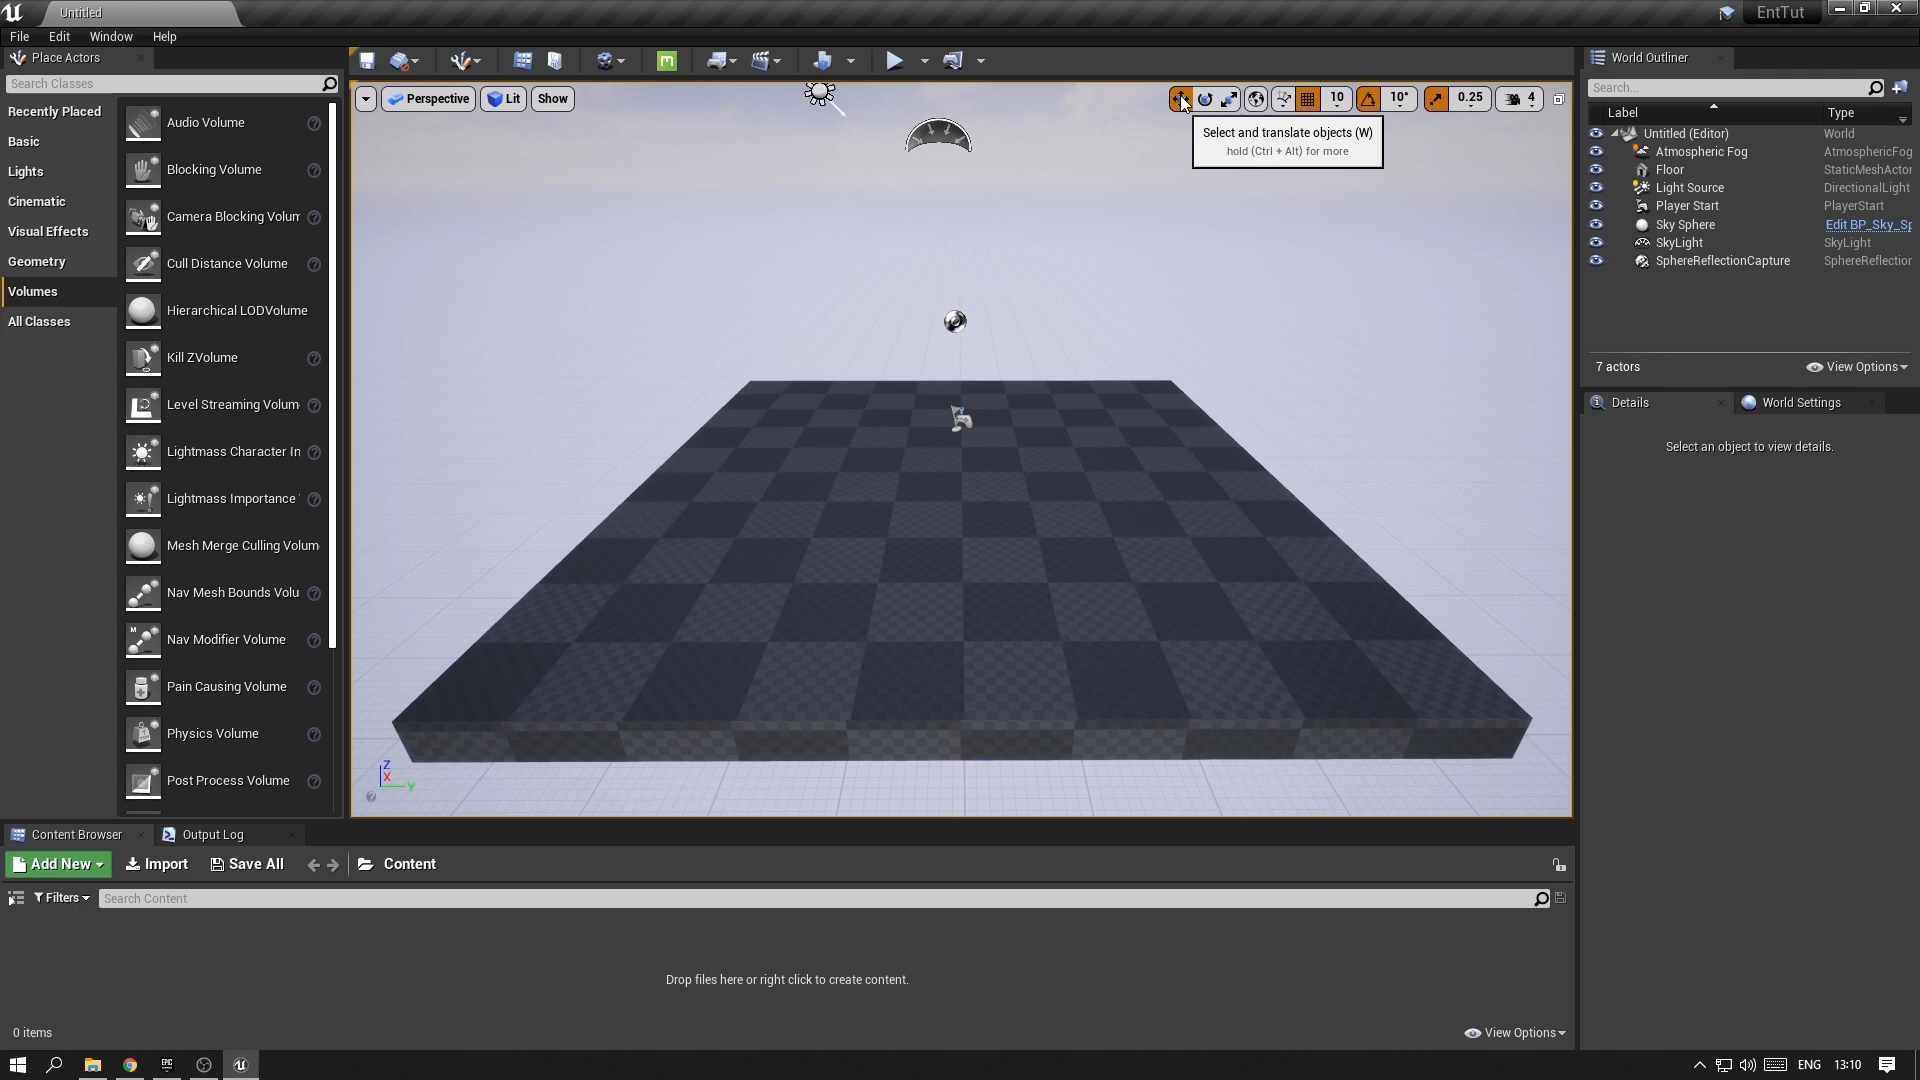 Untitled
EntTut
File Edit Window Help
Place Actors
Search Classes
Recently Placed
Basic
Lights
Cinematic
Visual Effects
Geometry
Volumes
All Classes
Audio Volume
Blocking Volume
Camera Blocking Volum
Cull Distance Volume
Hierarchical LODVolume
Kill ZVolume
Level Streaming Volum
Lightmass Character In
Lightmass Importance
Mesh Merge Culling Volum
Nav Mesh Bounds Volu
Nav Modifier Volume
Pain Causing Volume
Physics Volume
Post Process Volume
Perspective Lit Show
10 10° 0.25 4
Select and translate objects (W)
hold (Ctrl + Alt) for more
Z
X
Y
World Outliner
Search...
Label Type
Untitled (Editor) World
Atmospheric Fog AtmosphericFog
Floor StaticMeshActor
Light Source DirectionalLight
Player Start PlayerStart
Sky Sphere Edit BP_Sky_Sp
SkyLight SkyLight
SphereReflectionCapture SphereReflection
7 actors View Options
Details World Settings
Select an object to view details.
Content Browser Output Log
Add New Import Save All Content
Filters Search Content
Drop files here or right click to create content.
0 items View Options
EPIC
ENG 13:10